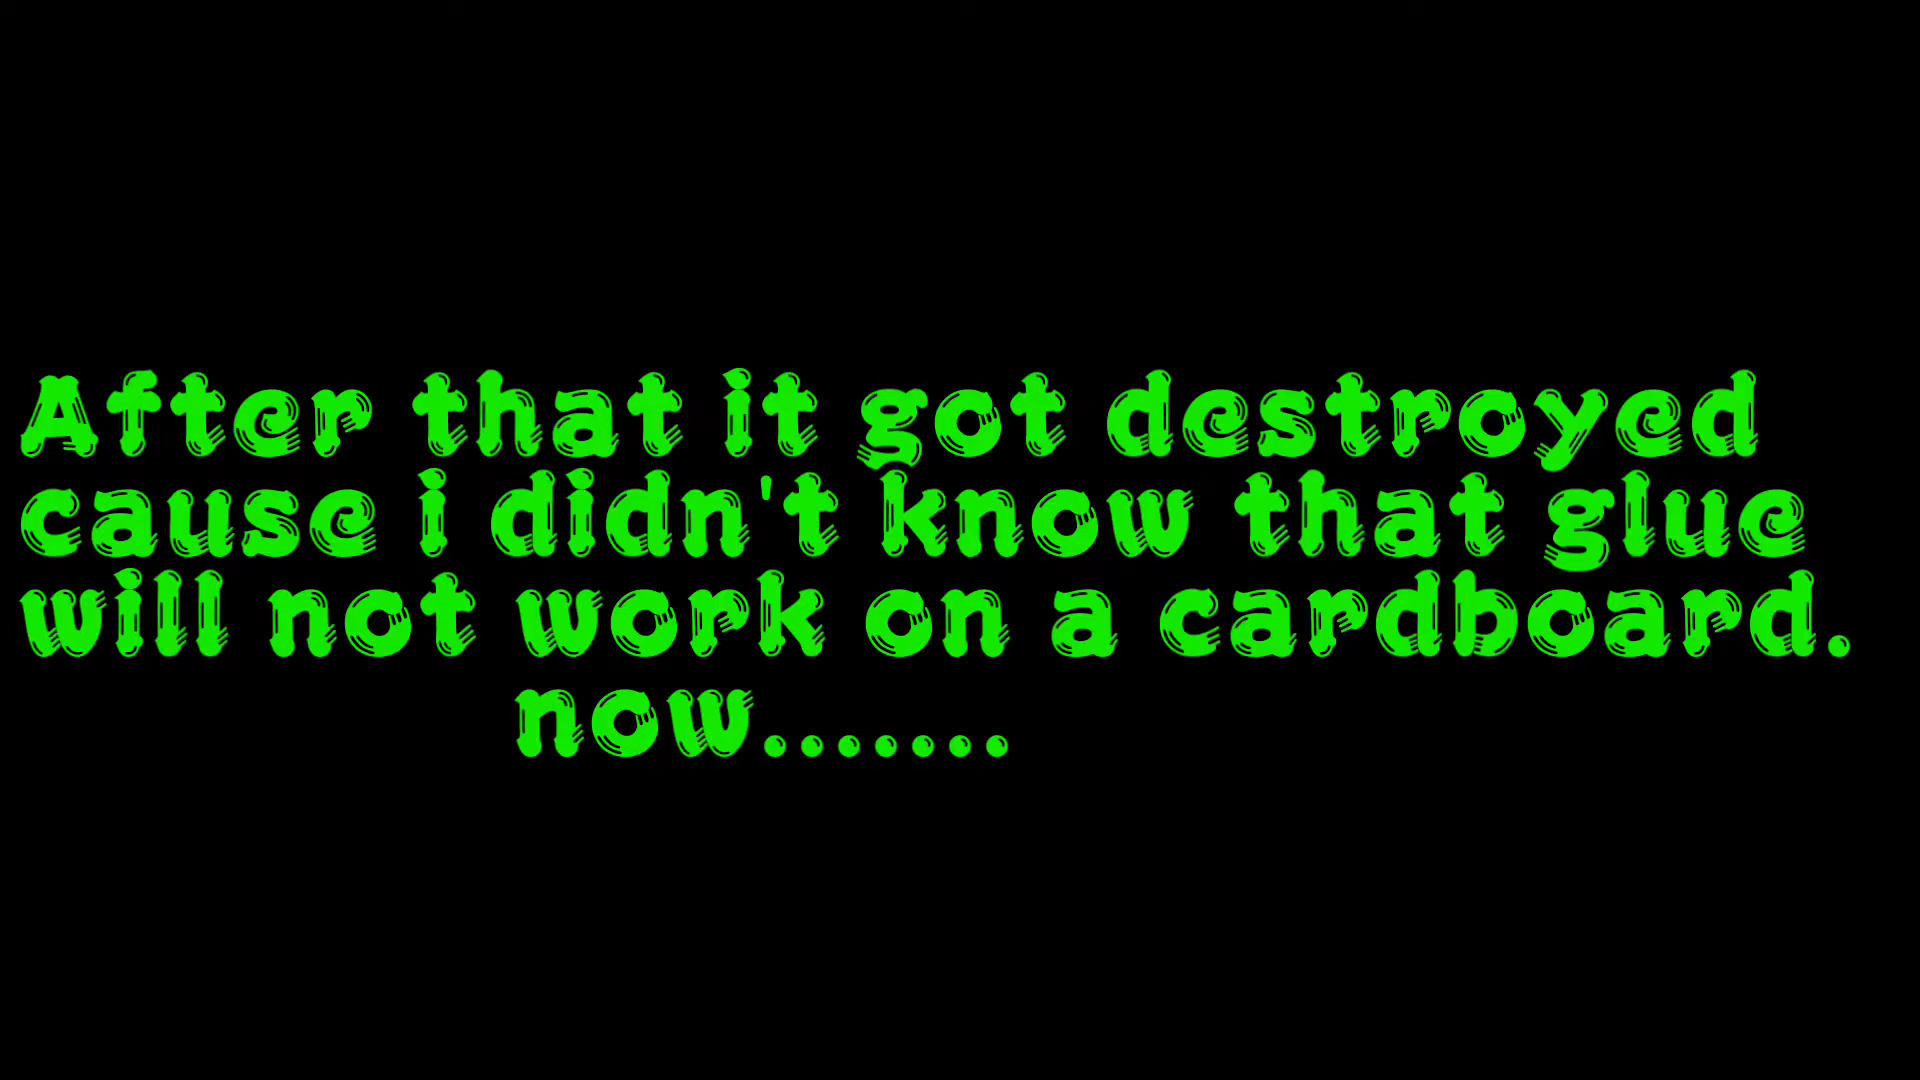 After that it got destroyed
cause i didn't know that glue
will not work on a cardboard.
now.......